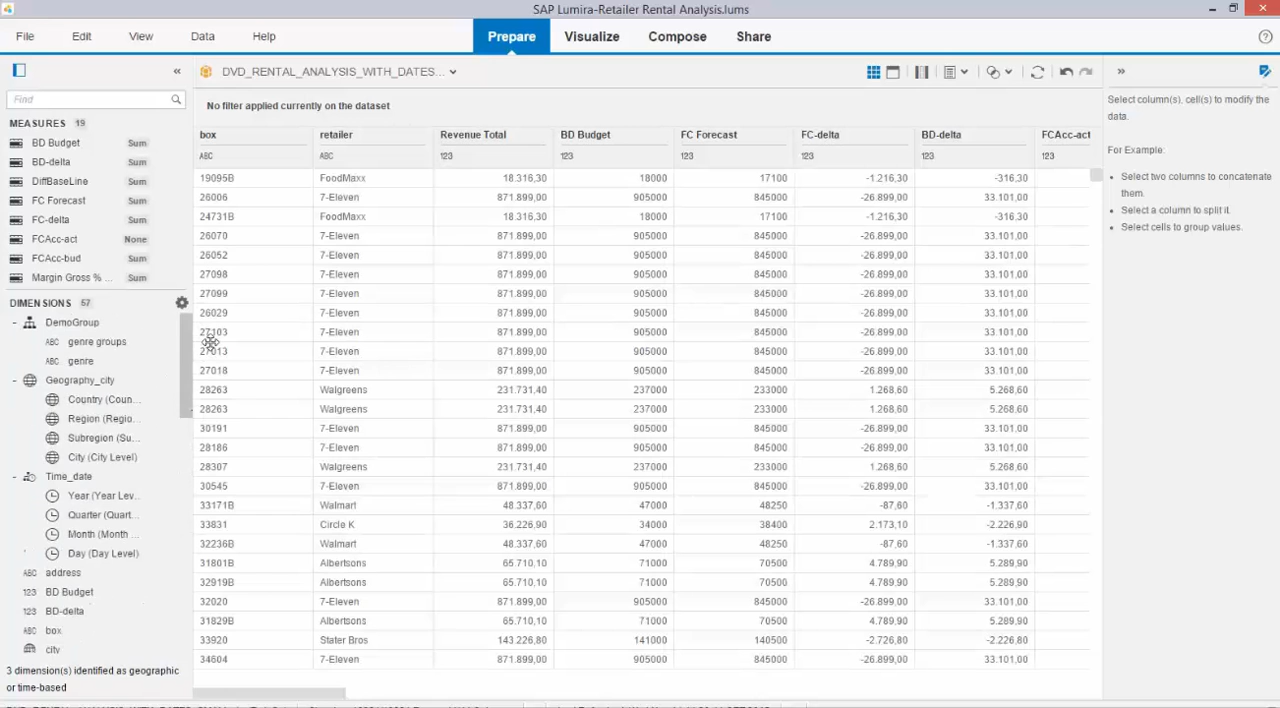 SAP Lumira-Retailer Rental Analysis.lums
File Edit View Data Help Prepare Visualize Compose Share
DVD_RENTAL_ANALYSIS_WITH_DATES...
Find
No filter applied currently on the dataset
MEASURES 19
BD Budget Sum
BD-delta Sum
DiffBaseLine Sum
FC Forecast Sum
FC-delta Sum
FCAcc-act None
FCAcc-bud Sum
Margin Gross % ... Sum
DIMENSIONS 57
DemoGroup
ABC genre groups
ABC genre
Geography_city
Country (Coun...
Region (Regio...
Subregion (Su...
City (City Level)
Time_date
Year (Year Lev...
Quarter (Quart...
Month (Month ...
Day (Day Level)
ABC address
123 BD Budget
123 BD-delta
ABC box
city
3 dimension(s) identified as geographic
or time-based
box retailer Revenue Total BD Budget FC Forecast FC-delta BD-delta FCAcc-act
ABC ABC 123 123 123 123 123 123
19095B FoodMaxx 18.316,30 18000 17100 -1.216,30 -316,30
26006 7-Eleven 871.899,00 905000 845000 -26.899,00 33.101,00
24731B FoodMaxx 18.316,30 18000 17100 -1.216,30 -316,30
26070 7-Eleven 871.899,00 905000 845000 -26.899,00 33.101,00
26052 7-Eleven 871.899,00 905000 845000 -26.899,00 33.101,00
27098 7-Eleven 871.899,00 905000 845000 -26.899,00 33.101,00
27099 7-Eleven 871.899,00 905000 845000 -26.899,00 33.101,00
26029 7-Eleven 871.899,00 905000 845000 -26.899,00 33.101,00
27103 7-Eleven 871.899,00 905000 845000 -26.899,00 33.101,00
27013 7-Eleven 871.899,00 905000 845000 -26.899,00 33.101,00
27018 7-Eleven 871.899,00 905000 845000 -26.899,00 33.101,00
28263 Walgreens 231.731,40 237000 233000 1.268,60 5.268,60
28263 Walgreens 231.731,40 237000 233000 1.268,60 5.268,60
30191 7-Eleven 871.899,00 905000 845000 -26.899,00 33.101,00
28186 7-Eleven 871.899,00 905000 845000 -26.899,00 33.101,00
28307 Walgreens 231.731,40 237000 233000 1.268,60 5.268,60
30545 7-Eleven 871.899,00 905000 845000 -26.899,00 33.101,00
33171B Walmart 48.337,60 47000 48250 -87,60 -1.337,60
33831 Circle K 36.226,90 34000 38400 2.173,10 -2.226,90
32236B Walmart 48.337,60 47000 48250 -87,60 -1.337,60
31801B Albertsons 65.710,10 71000 70500 4.789,90 5.289,90
32919B Albertsons 65.710,10 71000 70500 4.789,90 5.289,90
32020 7-Eleven 871.899,00 905000 845000 -26.899,00 33.101,00
31829B Albertsons 65.710,10 71000 70500 4.789,90 5.289,90
33920 Stater Bros 143.226,80 141000 140500 -2.726,80 -2.226,80
34604 7-Eleven 871.899,00 905000 845000 -26.899,00 33.101,00
Select column(s), cell(s) to modify the
data.
For Example:
Select two columns to concatenate
them.
Select a column to split it.
Select cells to group values.